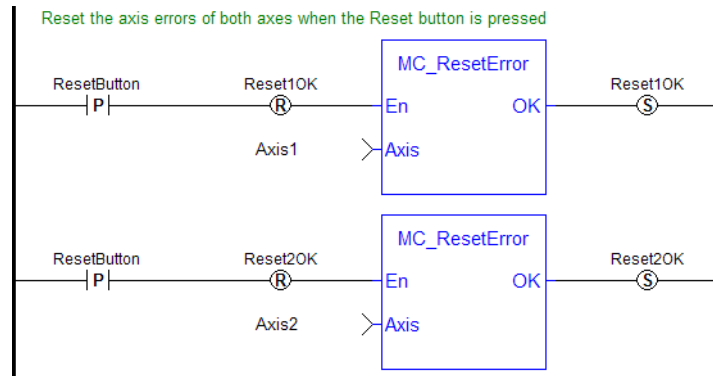 Reset the axis errors of both axes when the Reset button is pressed
MC_ResetError
ResetButton Reset1OK Reset1OK
P R En OK S
Axis1 Axis
MC_ResetError
ResetButton Reset2OK Reset2OK
P R En OK S
Axis2 Axis